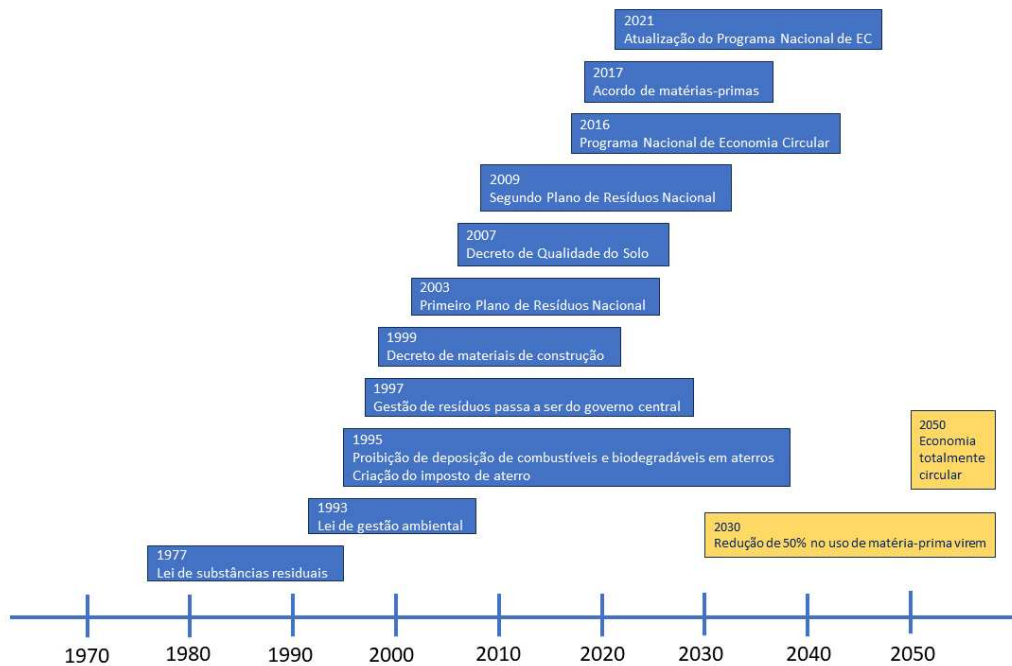 2021
Atualização do Programa Nacional de EC
2017
Acordo de matérias-primas
2016
Programa Nacional de Economia Circular
2009
Segundo Plano de Resíduos Nacional
2007
Decreto de Qualidade do Solo
2003
Primeiro Plano de Resíduos Nacional
1999
Decreto de materiais de construção
1997
Gestão de resíduos passa a ser do governo central
1995
Proibição de deposição de combustíveis e biodegradáveis em aterros
Criação do imposto de aterro
2050
Economia
totalmente
circular
1993
Lei de gestão ambiental
2030
Redução de 50% no uso de matéria-prima virem
1977
Lei de substâncias residuais
1970 1980 1990 2000 2010 2020 2030 2040 2050